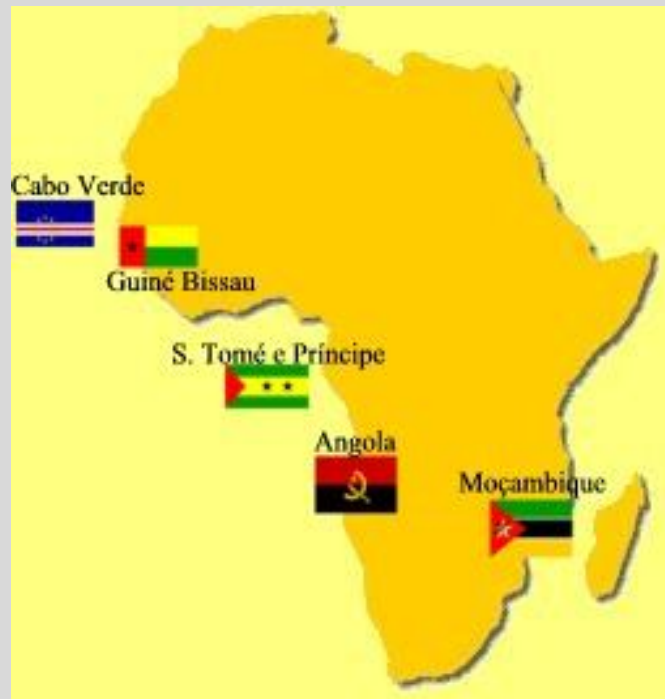 Cabo Verde
Guiné Bissau
S. Tomé e Príncipe
Angola
Moçambique